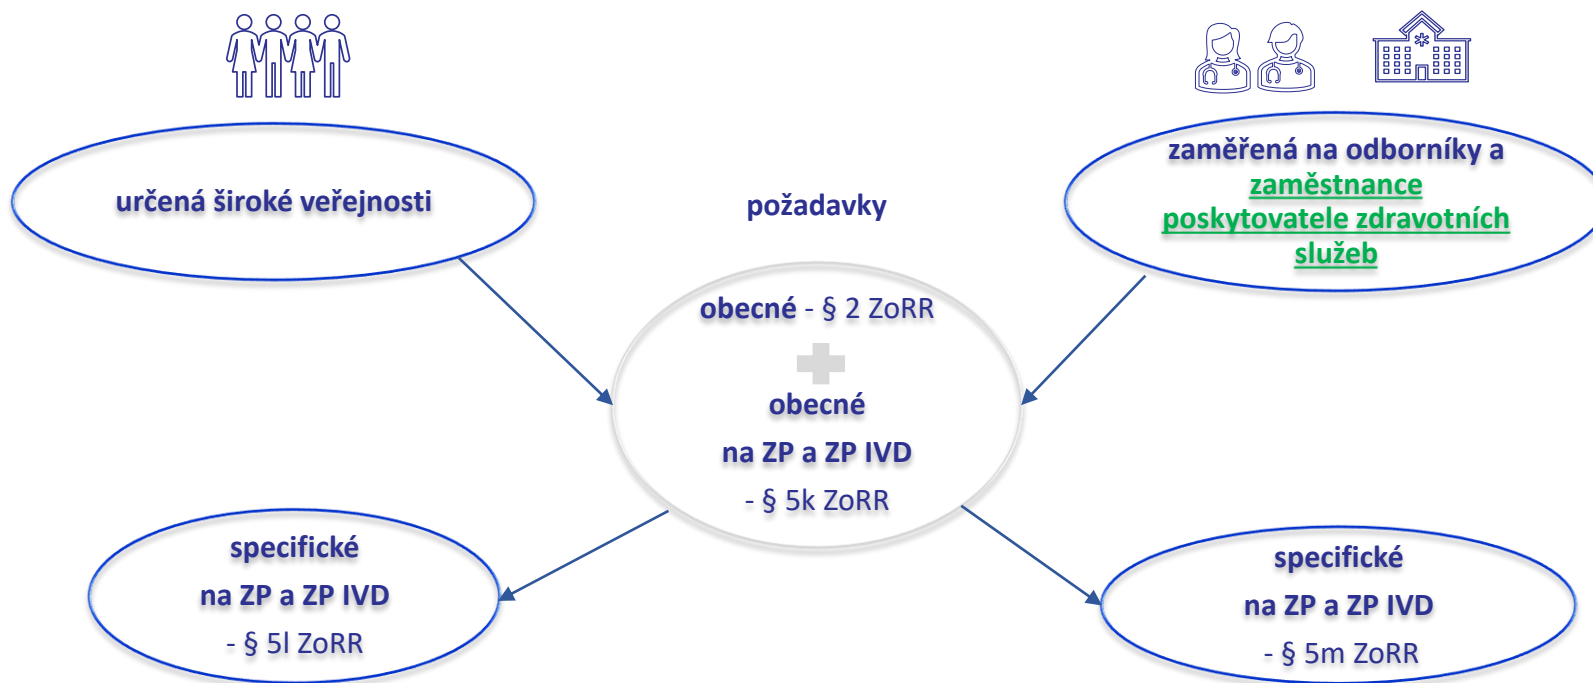 určená široké veřejnosti
požadavky
zaměřená na odborníky a
zaměstnance
poskytovatele zdravotních
služeb
obecné - § 2 ZoRR
obecné
na ZP a ZP IVD
- § 5k ZoRR
specifické
na ZP a ZP IVD
- § 5l ZoRR
specifické
na ZP a ZP IVD
- § 5m ZoRR